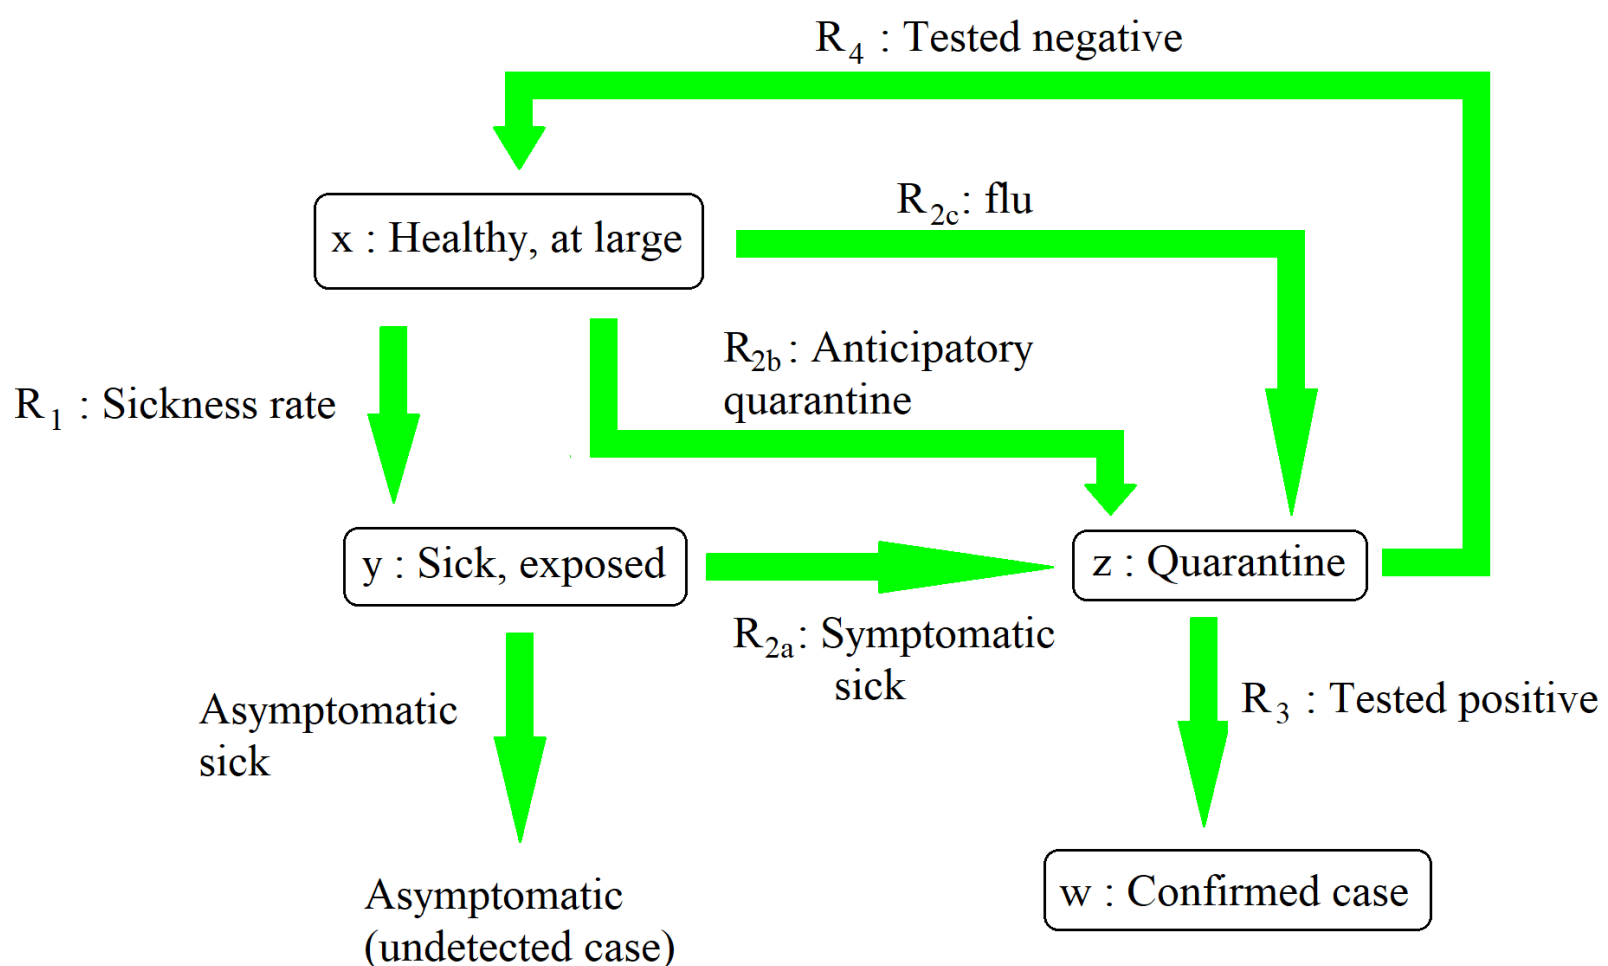 R4 : Tested negative
R2c: flu
x : Healthy, at large
R2b: Anticipatory
quarantine
R1 : Sickness rate
y : Sick, exposed
z : Quarantine
R2a: Symptomatic
sick
Asymptomatic
sick
R3 : Tested positive
w : Confirmed case
Asymptomatic
(undetected case)